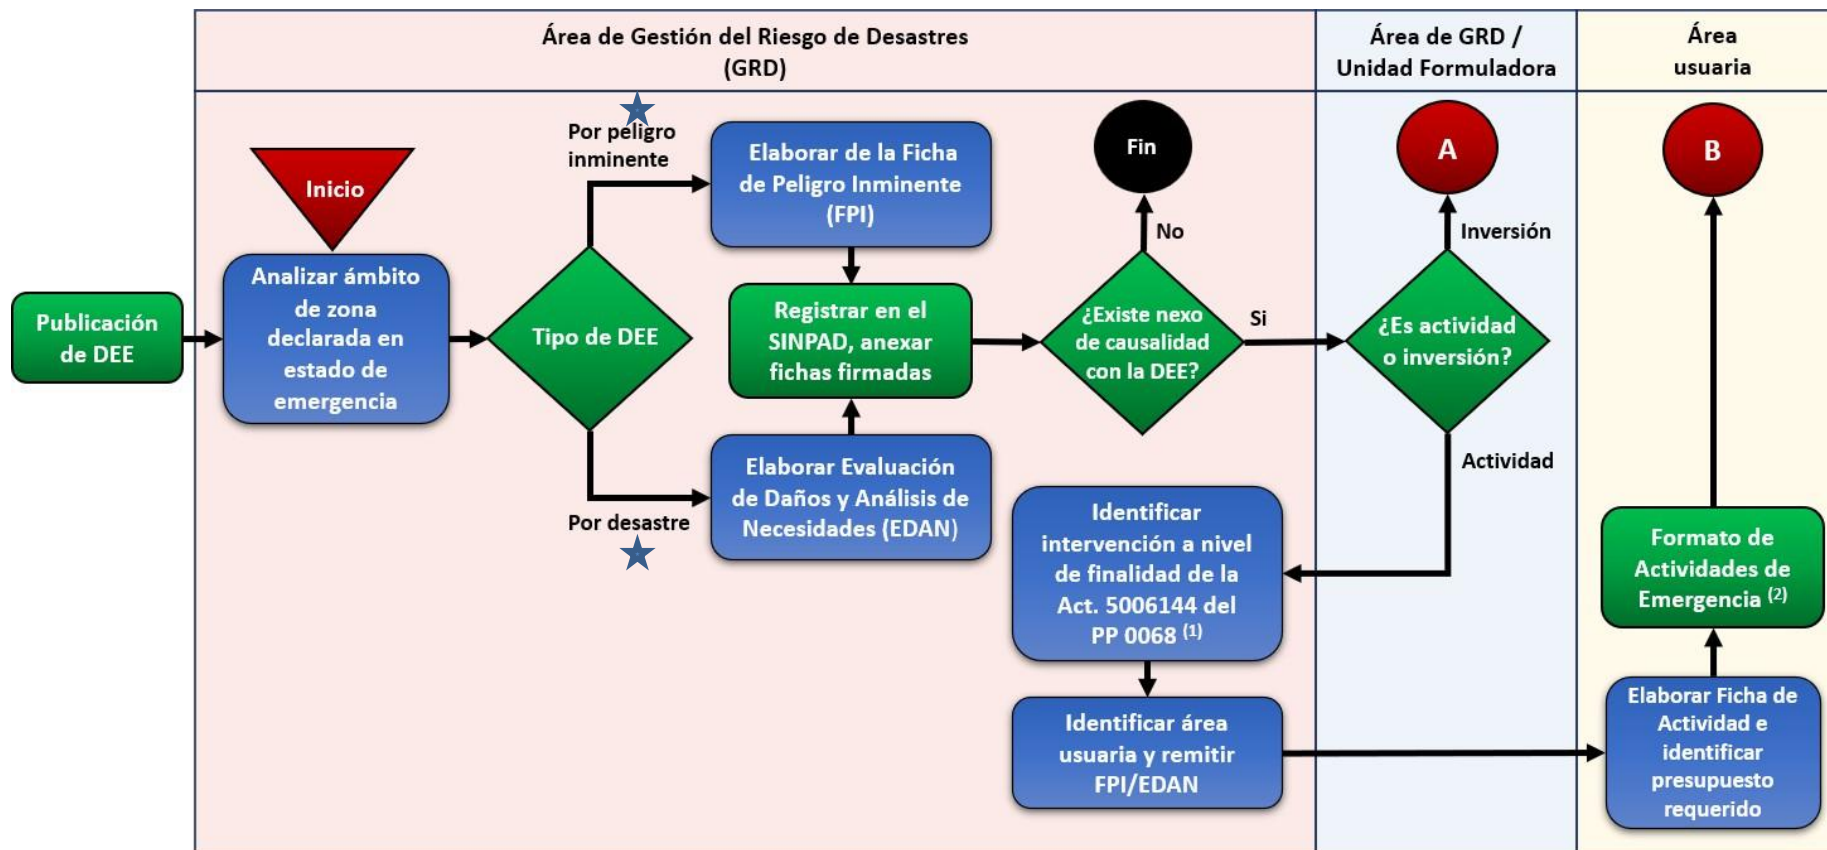 Área de Gestión del Riesgo de Desastres
(GRD)
Área de GRD /
Unidad Formuladora
Área
usuaria
Publicación
de DEE
Inicio
Analizar ámbito
de zona
declarada en
estado de
emergencia
Tipo de DEE
Por peligro
inminente
Elaborar de la Ficha
de Peligro Inminente
(FPI)
Registrar en el
SINPAD, anexar
fichas firmadas
Por desastre
Elaborar Evaluación
de Daños y Análisis de
Necesidades (EDAN)
Fin
No
¿Existe nexo
de causalidad
con la DEE?
Si
A
Inversión
¿Es actividad
o inversión?
Actividad
Identificar
intervención a nivel
de finalidad de la
Act. 5006144 del
PP 0068 (1)
Identificar área
usuaria y remitir
FPI/EDAN
B
Formato de
Actividades de
Emergencia (2)
Elaborar Ficha de
Actividad e
identificar
presupuesto
requerido